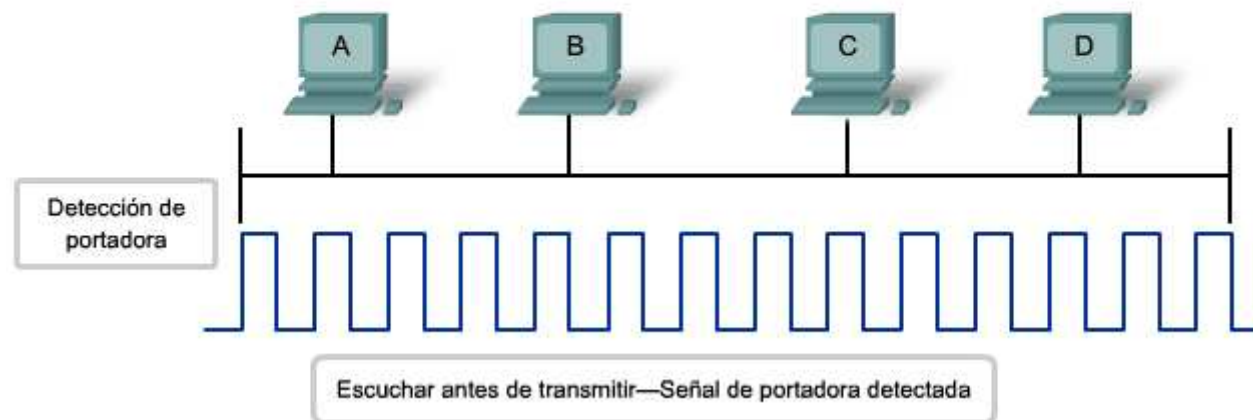 A
B
C
D
Detección de
portadora
Escuchar antes de transmitir—Señal de portadora detectada